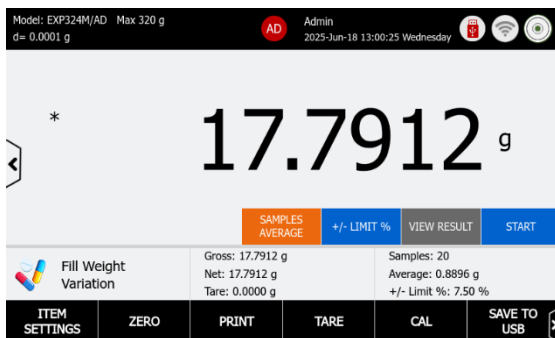 Model: EXP324M/AD Max 320 g
d= 0.0001 g
AD
Admin
2025-Jun-18 13:00:25 Wednesday
*
17.7912 g
SAMPLES
AVERAGE
+/- LIMIT %
VIEW RESULT
START
Fill Weight
Variation
Gross: 17.7912 g
Net: 17.7912 g
Tare: 0.0000 g
Samples: 20
Average: 0.8896 g
+/- Limit %: 7.50 %
ITEM
SETTINGS
ZERO
PRINT
TARE
CAL
SAVE TO
USB